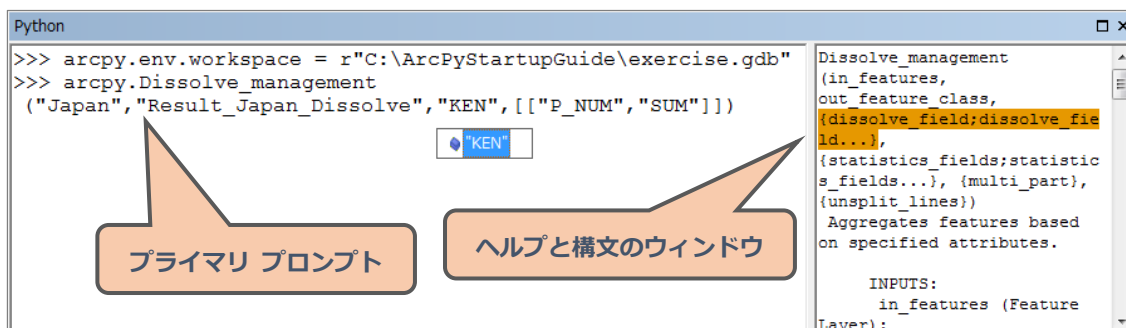 Python
>>> arcpy.env.workspace = r"C:\ArcPyStartupGuide\exercise.gdb"
>>> arcpy.Dissolve_management
("Japan","Result_Japan_Dissolve","KEN",[["P_NUM","SUM"]])
"KEN"
プライマリ プロンプト
ヘルプと構文のウィンドウ
Dissolve_management
(in_features,
out_feature_class,
{dissolve_field;dissolve_fie
ld...},
{statistics_fields;statistic
s_fields...}, {multi_part},
{unsplit_lines})
Aggregates features based
on specified attributes.
INPUTS:
in_features (Feature
Layer):